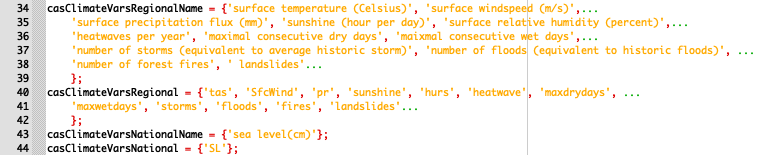 34 casClimateVarsRegionalName = {'surface temperature (Celsius)', 'surface windspeed (m/s)',...
35 'surface precipitation flux (mm)', 'sunshine (hour per day)', 'surface relative humidity (percent)',...
36 'heatwaves per year', 'maximal consecutive dry days', 'maixmal consecutive wet days',...
37 'number of storms (equivalent to average historic storm)', 'number of floods (equivalent to historic floods)', ...
38 'number of forest fires', ' landslides'...
39 };
40 casClimateVarsRegional = {'tas', 'SfcWind', 'pr', 'sunshine', 'hurs', 'heatwave', 'maxdrydays', ...
41 'maxwetdays', 'storms', 'floods', 'fires', 'landslides'...
42 };
43 casClimateVarsNationalName = {'sea level(cm)'};
44 casClimateVarsNational = {'SL'};